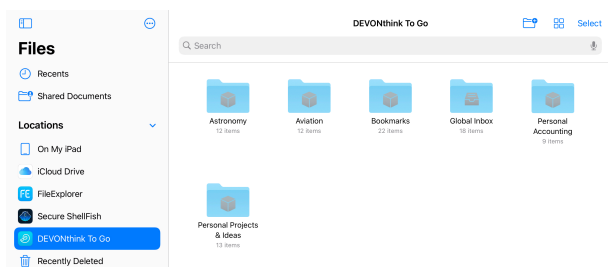 Files
Recents
Shared Documents
Locations
On My iPad
iCloud Drive
FE
FileExplorer
Secure ShellFish
DEVONthink To Go
Recently Deleted
DEVONthink To Go
Select
Search
Astronomy
12 items
Aviation
12 items
Bookmarks
22 items
Global Inbox
18 items
Personal
Accounting
9 items
Personal Projects
& Ideas
13 items